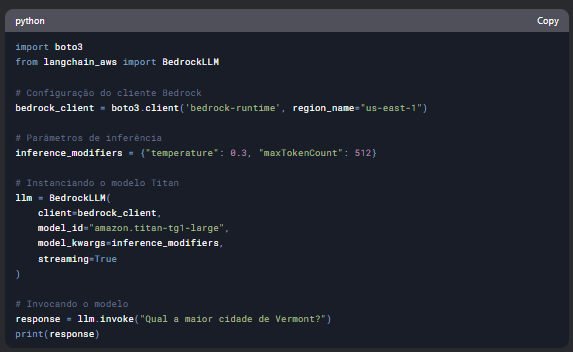 python
Copy
import boto3
from langchain_aws import BedrockLLM
# Configuração do cliente Bedrock
bedrock_client = boto3.client('bedrock-runtime', region_name="us-east-1")
# Parâmetros de inferência
inference_modifiers = {"temperature": 0.3, "maxTokenCount": 512}
# Instanciando o modelo Titan
llm = BedrockLLM(
    client=bedrock_client,
    model_id="amazon.titan-tg1-large",
    model_kwargs=inference_modifiers,
    streaming=True
)
# Invocando o modelo
response = llm.invoke("Qual a maior cidade de Vermont?")
print(response)